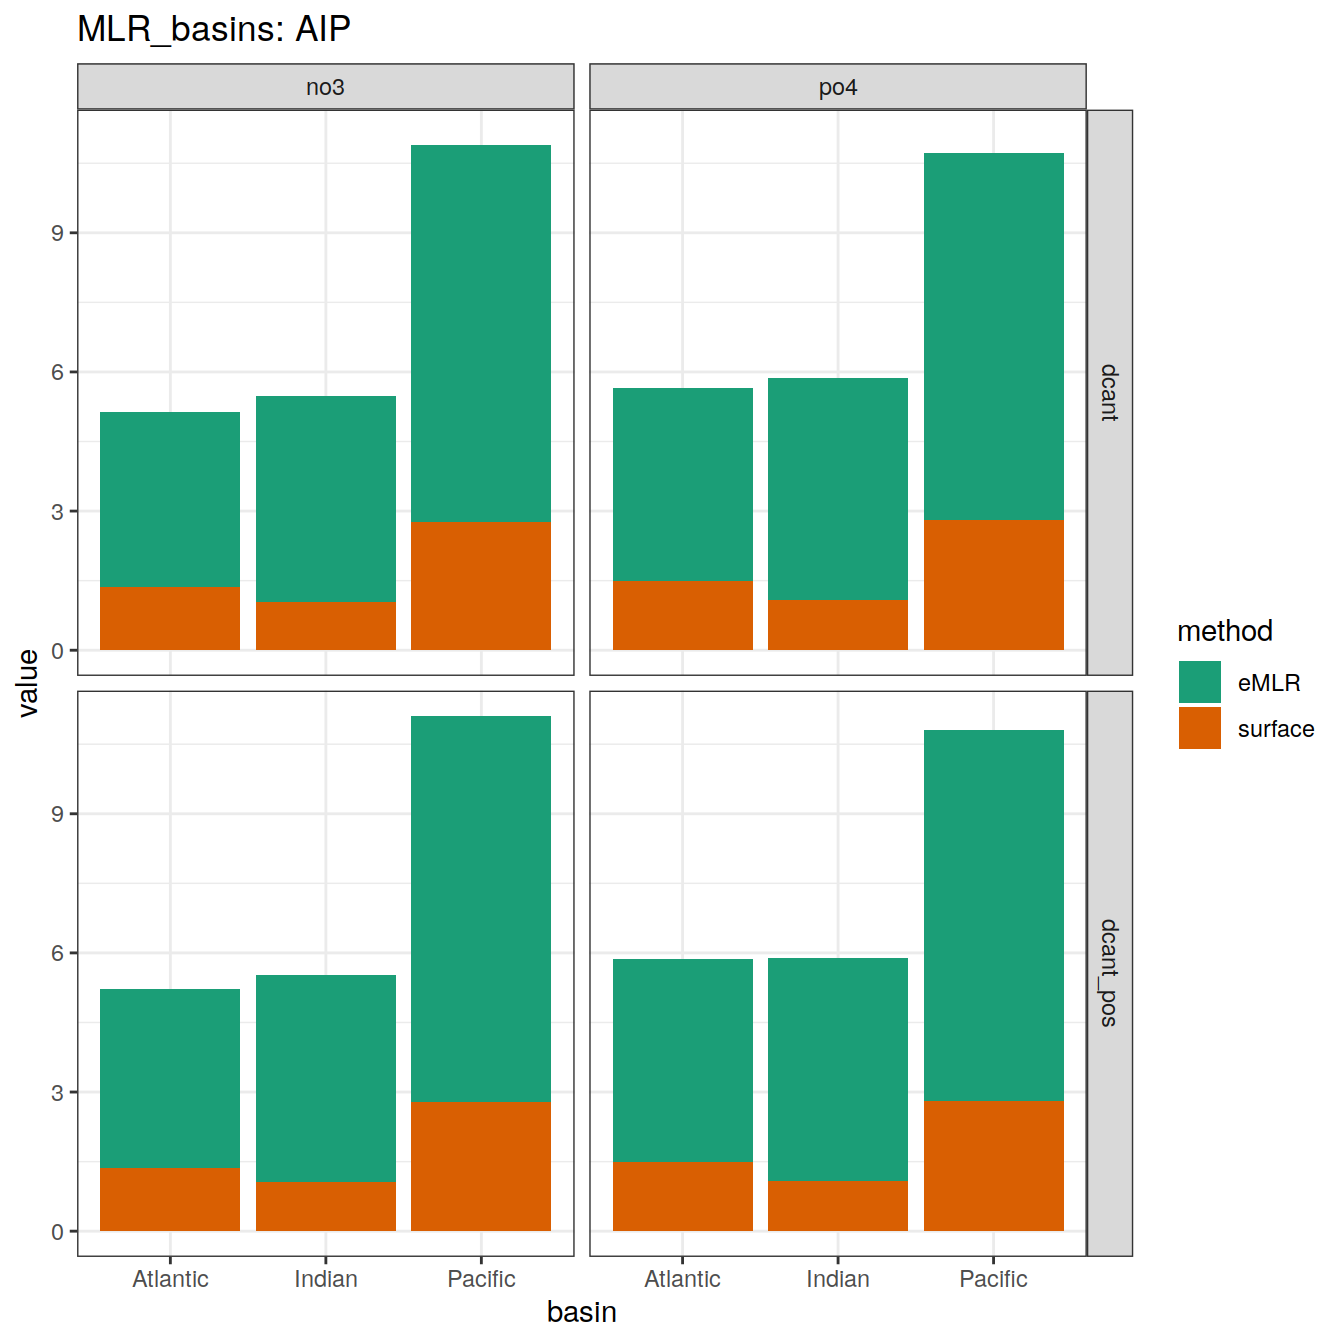 MLR_basins: AIP
no3
po4
9
6
3
0
dcant
9
6
3
0
dcant_pos
value
Atlantic
Indian
Pacific
Atlantic
Indian
Pacific
basin
method
eMLR
surface